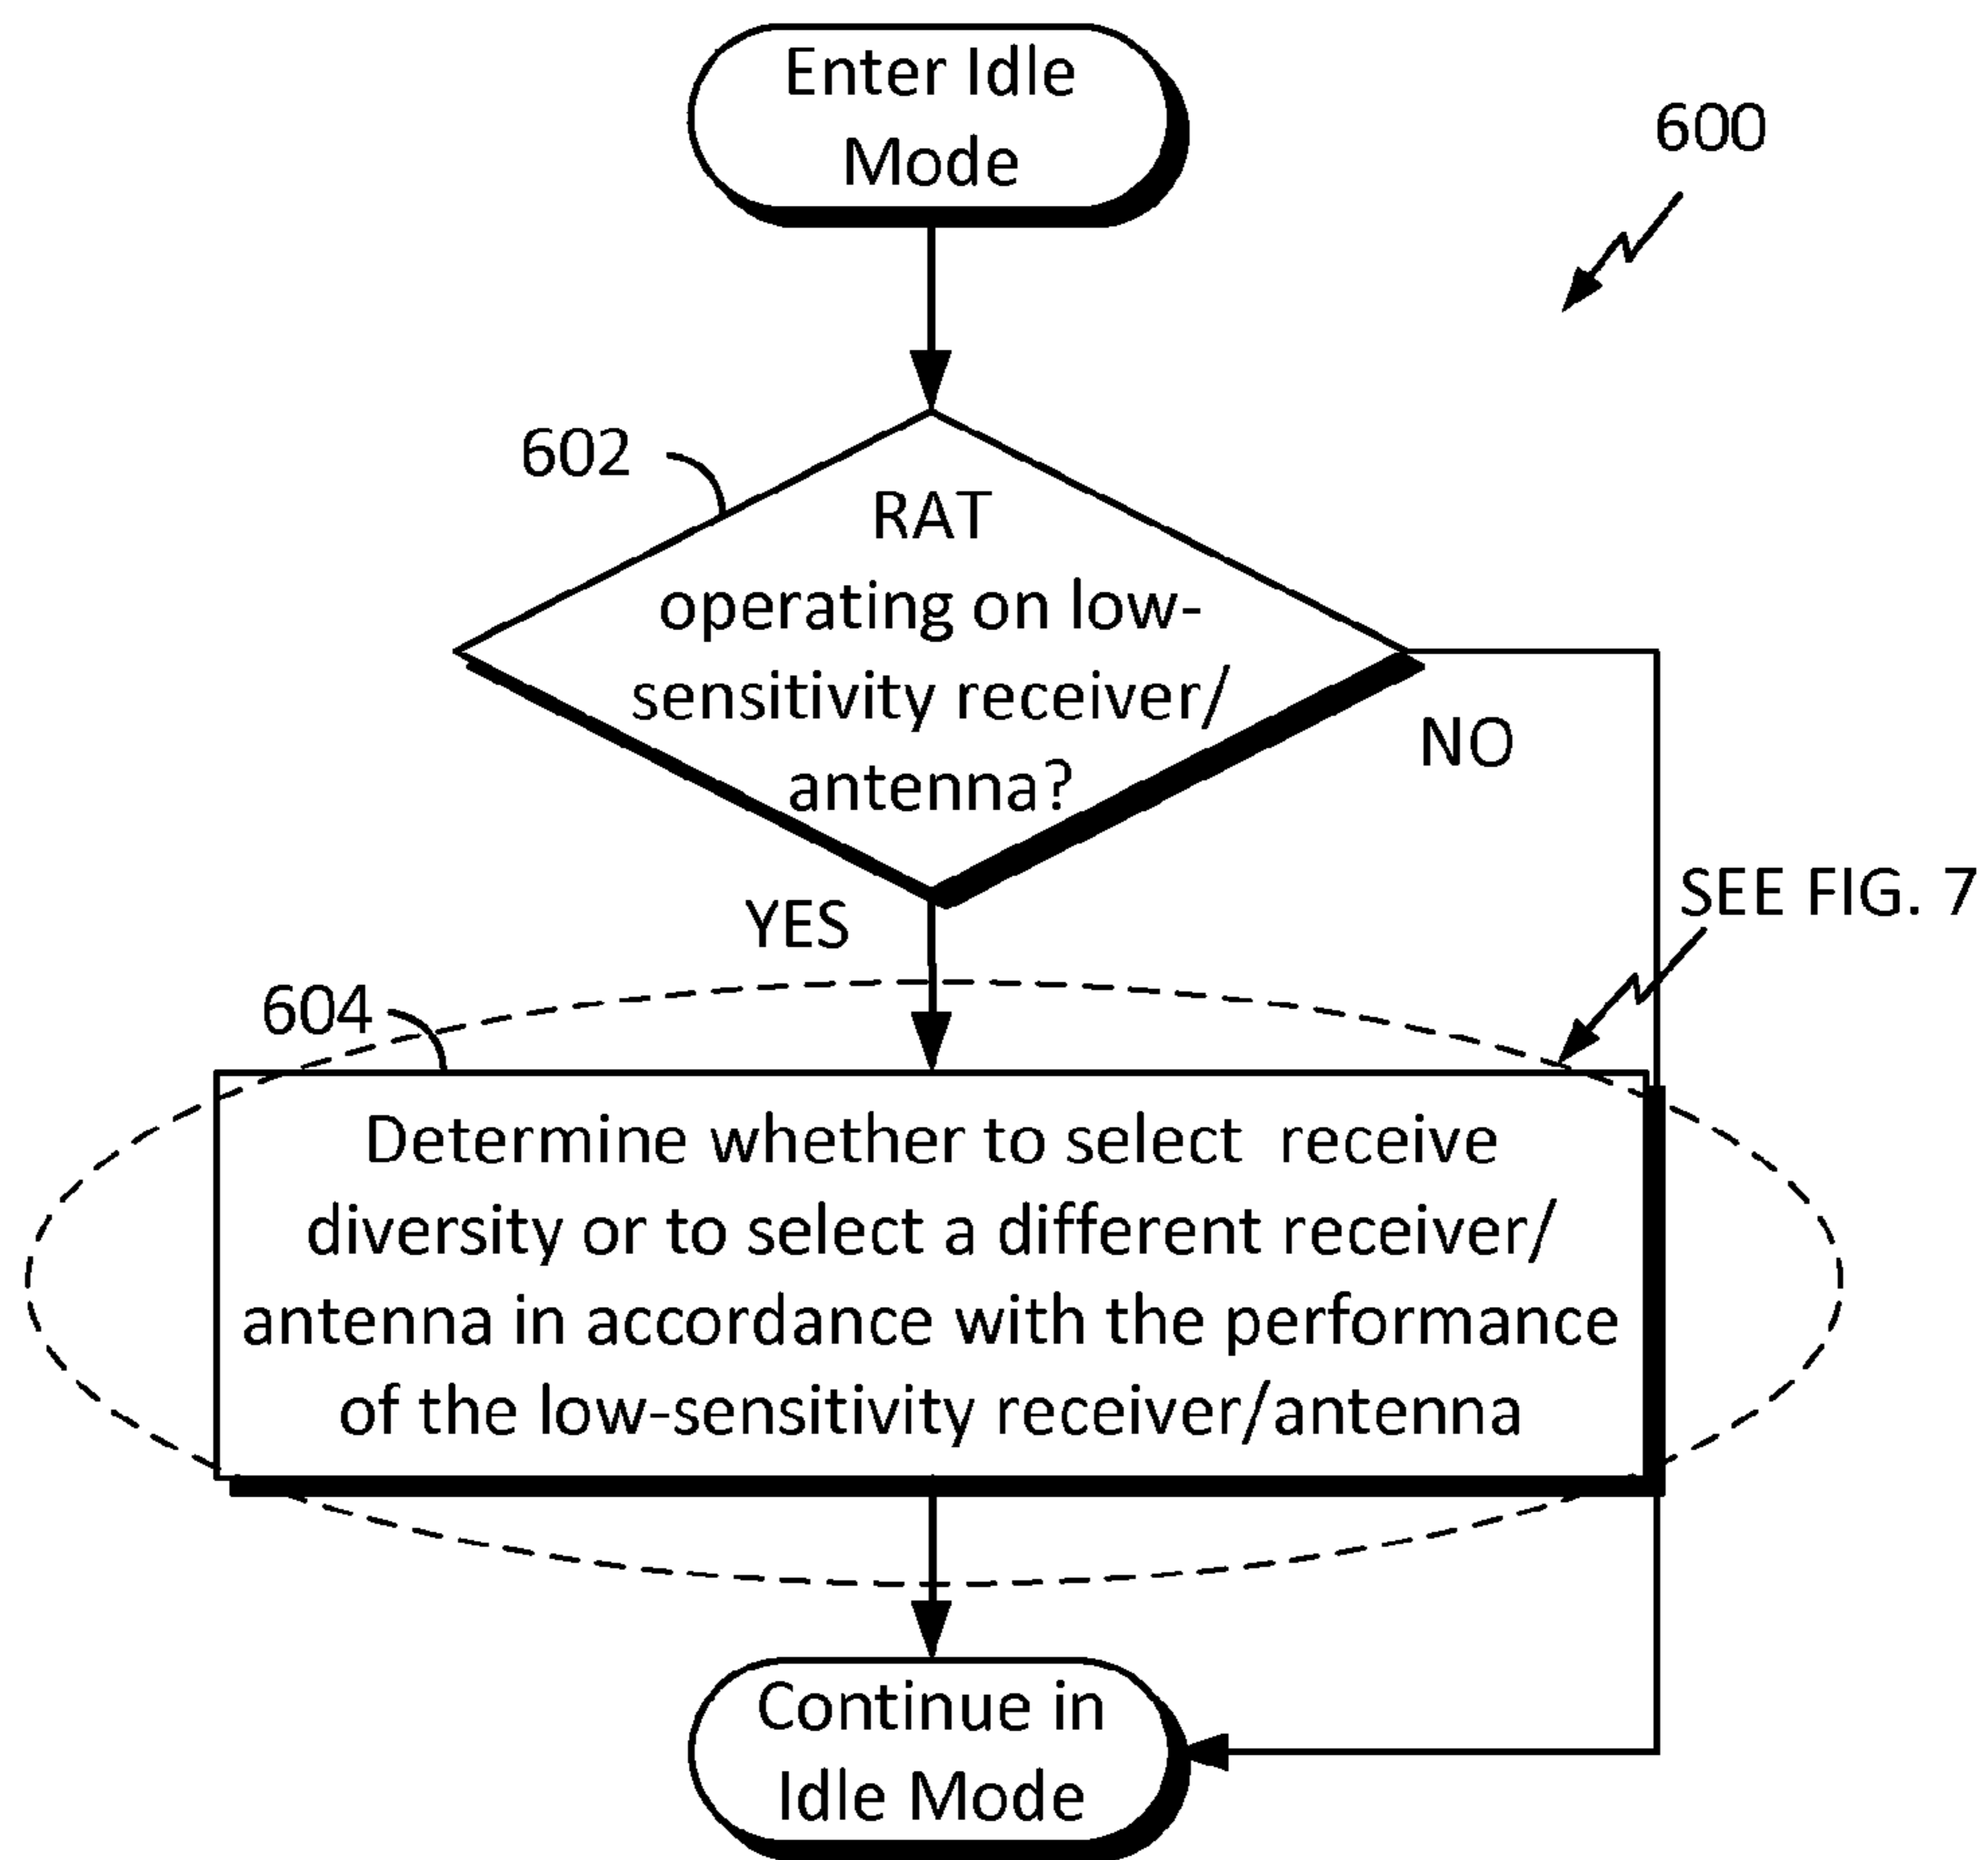 Enter Idle
Mode
600
602
RAT
operating on low-
sensitivity receiver/
antenna?
NO
YES
SEE FIG. 7
604
Determine whether to select receive
diversity or to select a different receiver/
antenna in accordance with the performance
of the low-sensitivity receiver/antenna
Continue in
Idle Mode